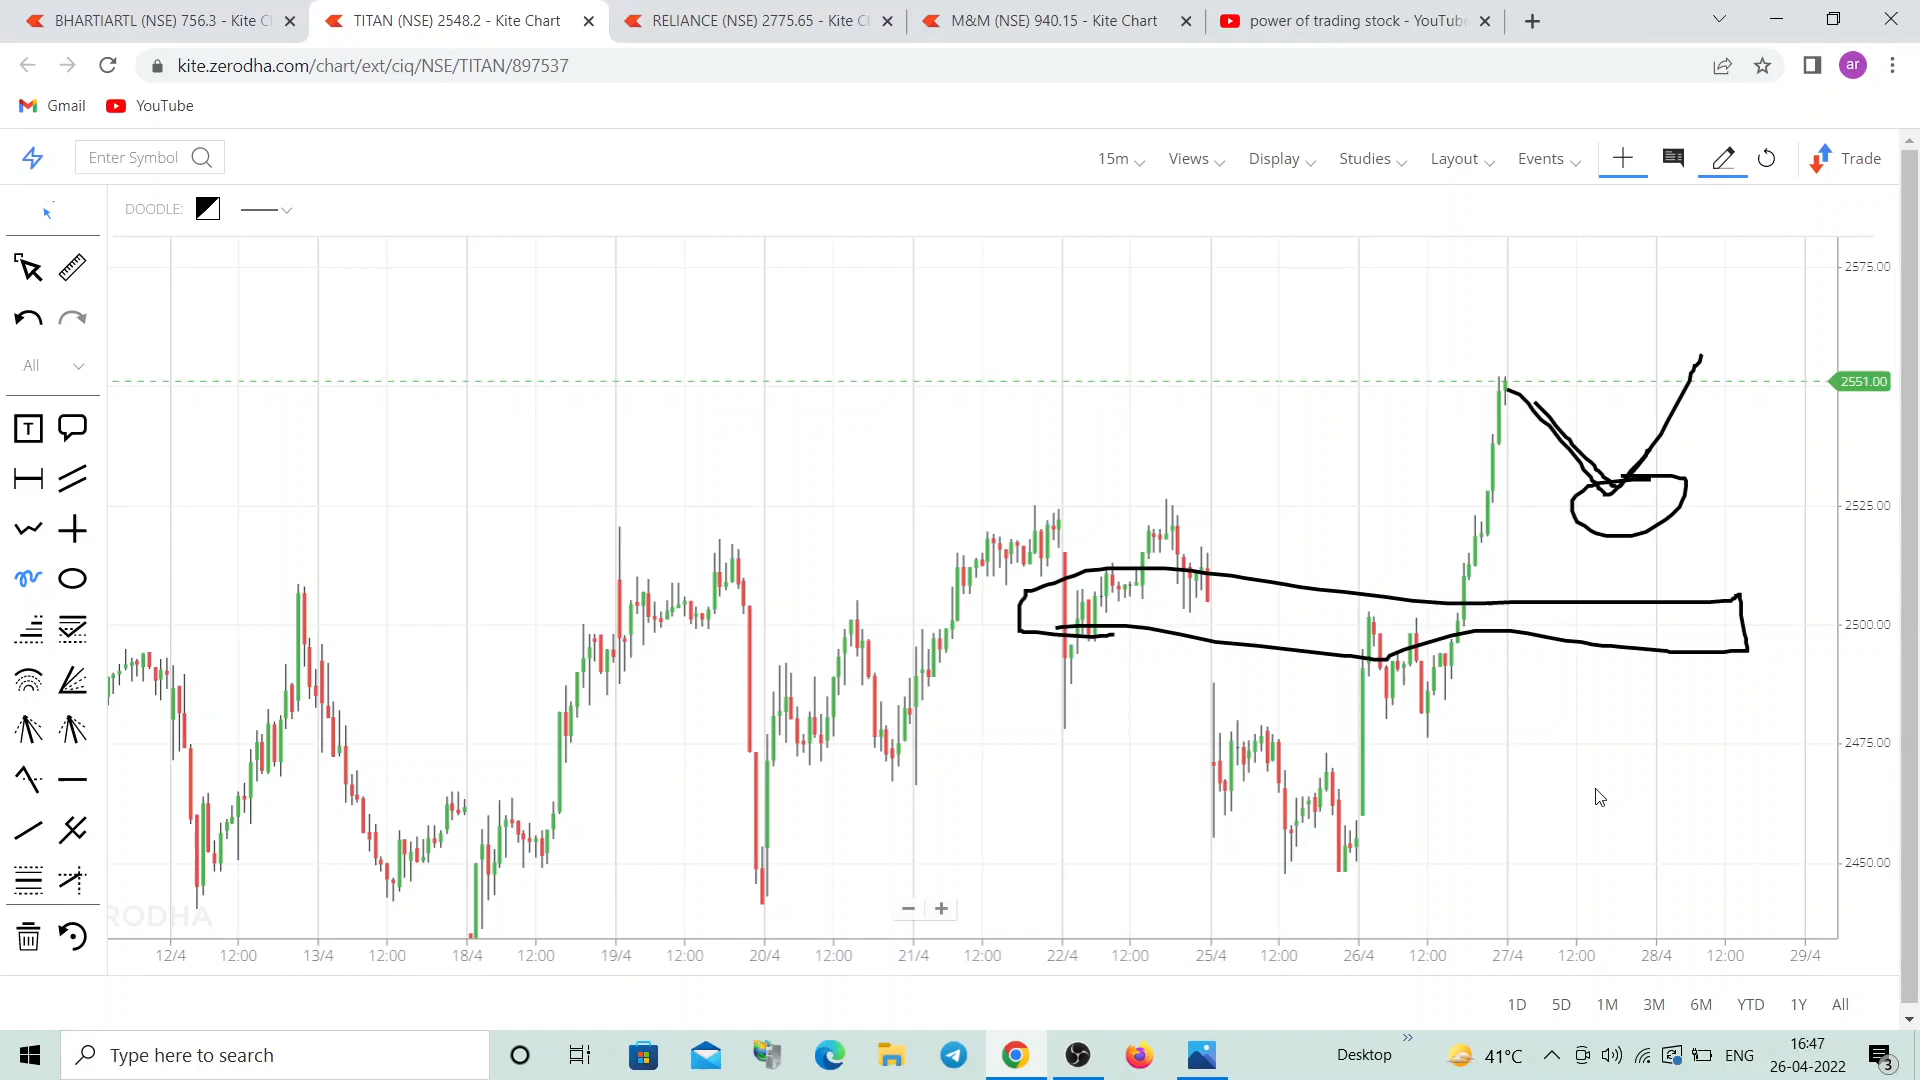 BHARTIARTL (NSE) 756.3 - Kite C
TITAN (NSE) 2548.2 - Kite Chart
RELIANCE (NSE) 2775.65 - Kite C
M&M (NSE) 940.15 - Kite Chart
power of trading stock - YouTube
kite.zerodha.com/chart/ext/ciq/NSE/TITAN/897537
ar
Gmail
YouTube
Enter Symbol
15m
Views
Display
Studies
Layout
Events
Trade
DOODLE:
All
T
2575.00
2551.00
2525.00
2500.00
2475.00
2450.00
RODHA
12/4 12:00 13/4 12:00 18/4 12:00 19/4 12:00 20/4 12:00 21/4 12:00 22/4 12:00 25/4 12:00 26/4 12:00 27/4 12:00 28/4 12:00 29/4
1D 5D 1M 3M 6M YTD 1Y All
Type here to search
Desktop
41°C
ENG
16:47
26-04-2022
3